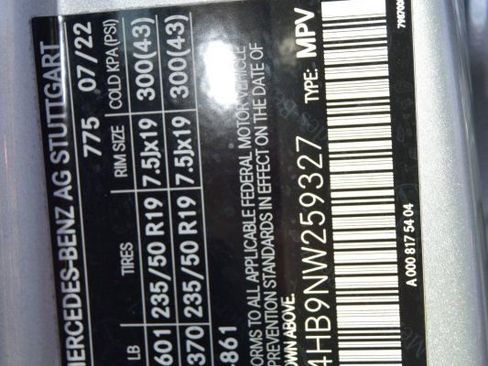 MERCEDES-BENZ AG STUTTGART
775 07/22
LB TIRES RIM SIZE COLD KPA(PSI)
601 235/50 R19 7.5Jx19 300(43)
370 235/50 R19 7.5Jx19 300(43)
861
ORMS TO ALL APPLICABLE FEDERAL MOTOR VEHICLE
PREVENTION STANDARDS IN EFFECT ON THE DATE OF
OWN ABOVE.
4HB9NW259327 TYPE: MPV
A 000 817 54 04